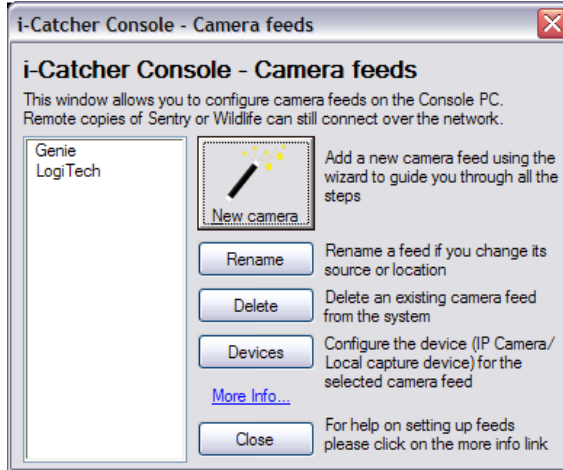 i-Catcher Console - Camera feeds
i-Catcher Console - Camera feeds
This window allows you to configure camera feeds on the Console PC.
Remote copies of Sentry or Wildlife can still connect over the network.
Genie
LogiTech
New camera
Add a new camera feed using the
wizard to guide you through all the
steps
Rename
Rename a feed if you change its
source or location
Delete
Delete an existing camera feed
from the system
Devices
Configure the device (IP Camera/
Local capture device) for the
selected camera feed
More Info...
Close
For help on setting up feeds
please click on the more info link